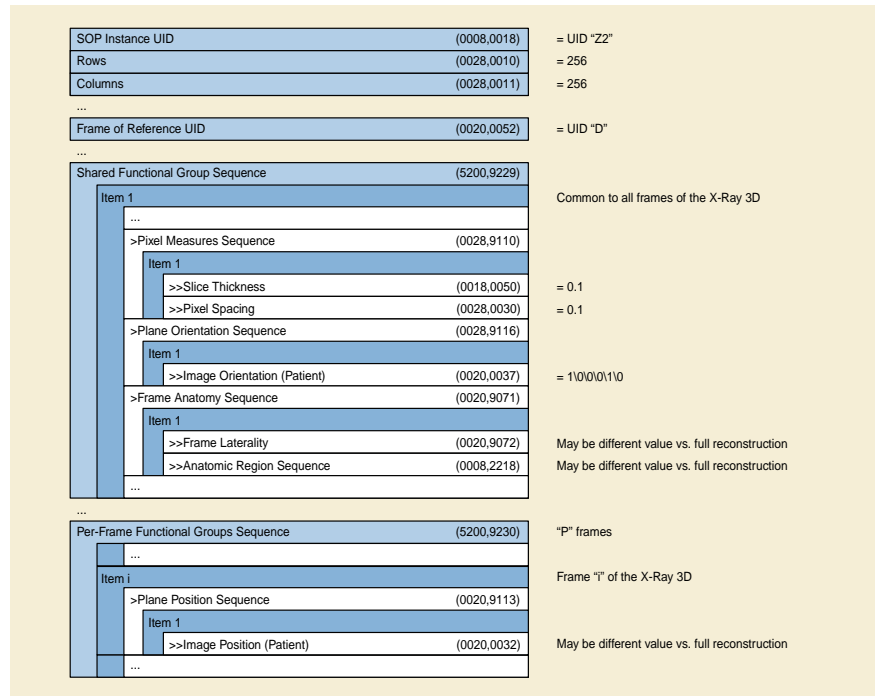 SOP Instance UID (0008,0018) = UID “Z2”
Rows (0028,0010) = 256
Columns (0028,0011) = 256
...
Frame of Reference UID (0020,0052) = UID “D”
...
Shared Functional Group Sequence (5200,9229)
Item 1 Common to all frames of the X-Ray 3D
...
>Pixel Measures Sequence (0028,9110)
Item 1
>>Slice Thickness (0018,0050) = 0.1
>>Pixel Spacing (0028,0030) = 0.1
>Plane Orientation Sequence (0028,9116)
Item 1
>>Image Orientation (Patient) (0020,0037) = 1\0\0\0\1\0
>Frame Anatomy Sequence (0020,9071)
Item 1
>>Frame Laterality (0020,9072) May be different value vs. full reconstruction
>>Anatomic Region Sequence (0008,2218) May be different value vs. full reconstruction
...
...
Per-Frame Functional Groups Sequence (5200,9230) “P” frames
...
Item i Frame “i” of the X-Ray 3D
>Plane Position Sequence (0020,9113)
Item 1
>>Image Position (Patient) (0020,0032) May be different value vs. full reconstruction
...